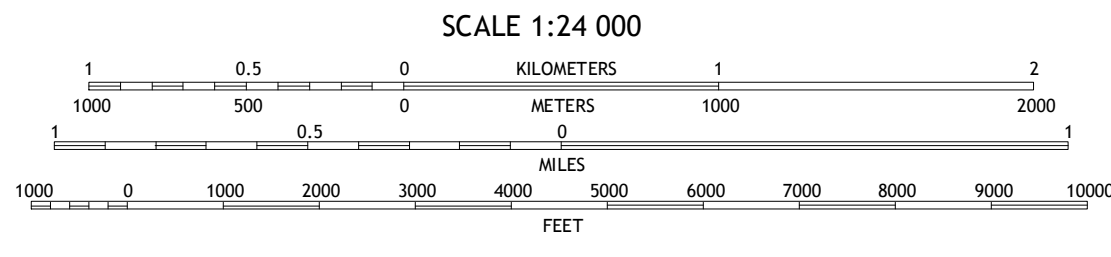 SCALE 1:24 000
1 0.5 0 KILOMETERS 1 2
1000 500 0 METERS 1000 2000
1 0.5 0 1
MILES
1000 0 1000 2000 3000 4000 5000 6000 7000 8000 9000 10000
FEET